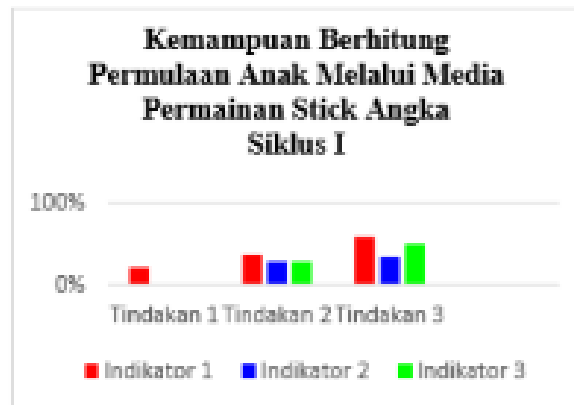 Kemampuan Berhitung
Permulaan Anak Melalui Media
Permainan Stick Angka
Siklus I
100%
0%
Tindakan 1 Tindakan 2 Tindakan 3
Indikator 1 Indikator 2 Indikator 3